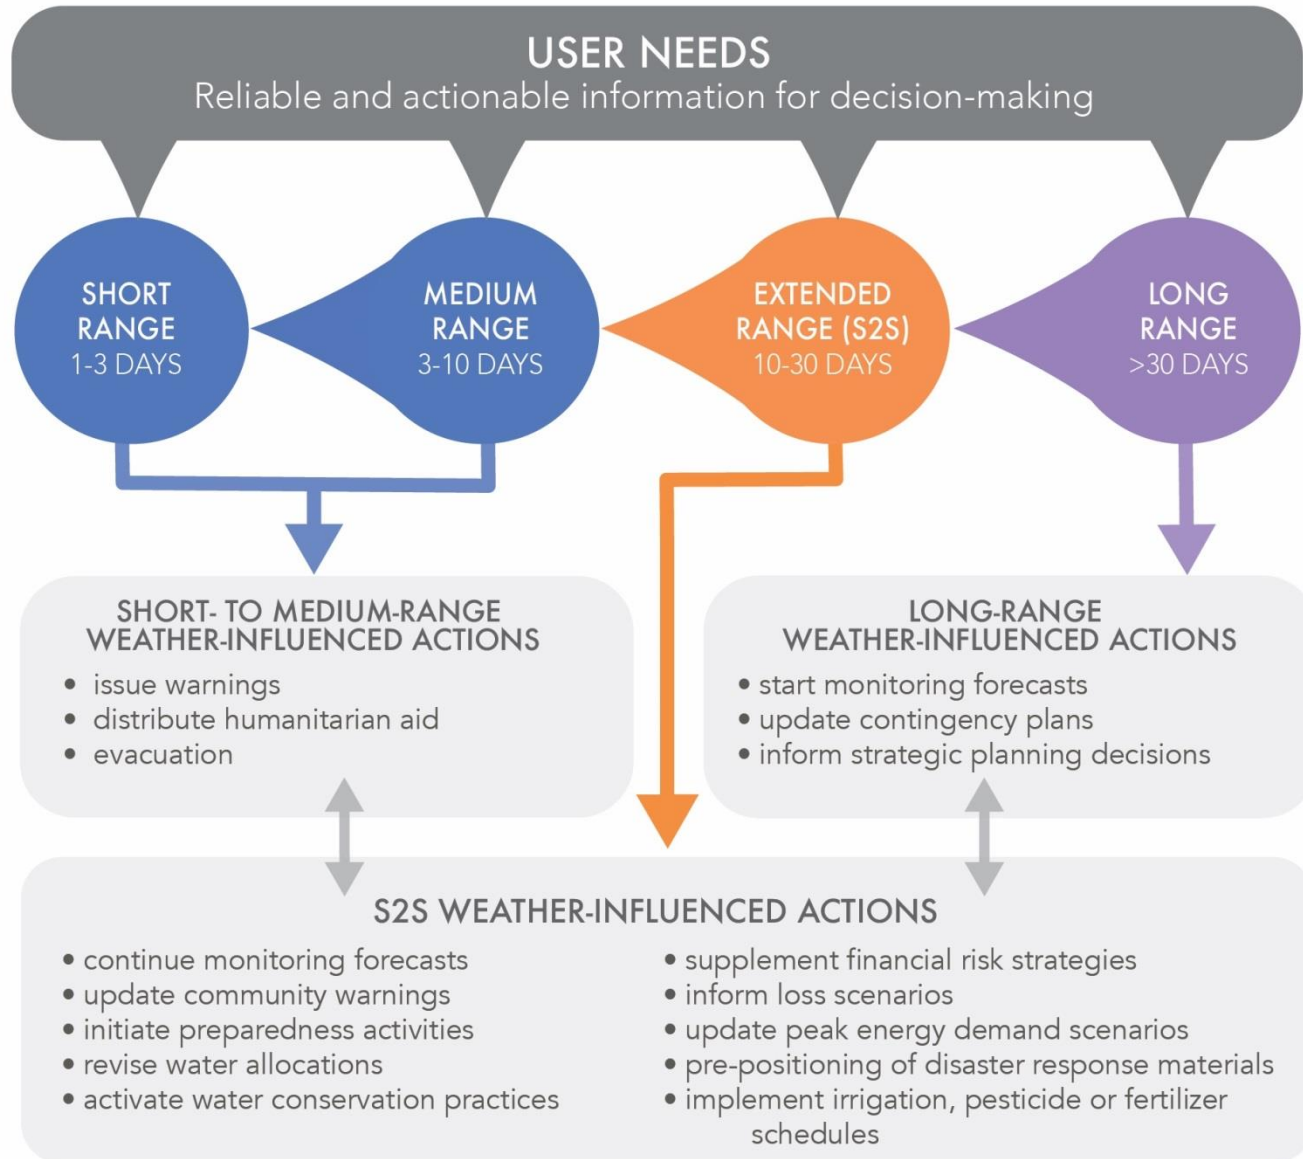 USER NEEDS
Reliable and actionable information for decision-making
SHORT
RANGE
1-3 DAYS
MEDIUM
RANGE
3-10 DAYS
EXTENDED
RANGE (S2S)
10-30 DAYS
LONG
RANGE
>30 DAYS
SHORT- TO MEDIUM-RANGE
WEATHER-INFLUENCED ACTIONS
• issue warnings
• distribute humanitarian aid
• evacuation
LONG-RANGE
WEATHER-INFLUENCED ACTIONS
• start monitoring forecasts
• update contingency plans
• inform strategic planning decisions
S2S WEATHER-INFLUENCED ACTIONS
• continue monitoring forecasts
• update community warnings
• initiate preparedness activities
• revise water allocations
• activate water conservation practices
• supplement financial risk strategies
• inform loss scenarios
• update peak energy demand scenarios
• pre-positioning of disaster response materials
• implement irrigation, pesticide or fertilizer
schedules